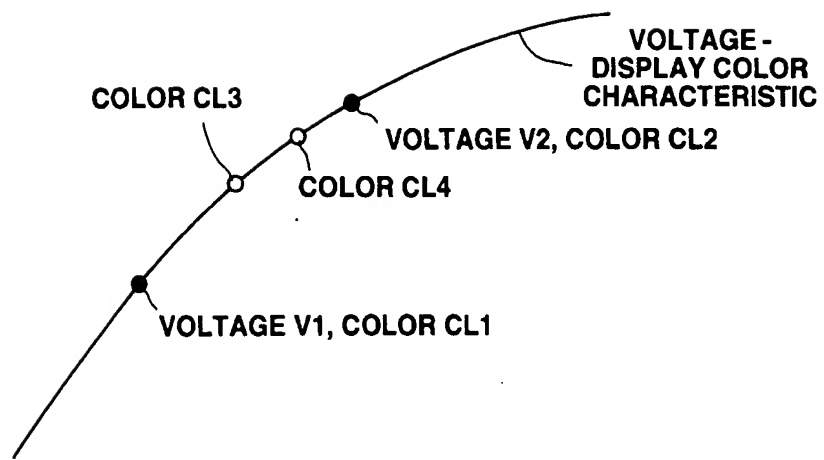 VOLTAGE-
DISPLAY COLOR
CHARACTERISTIC
COLOR CL3
VOLTAGE V2, COLOR CL2
COLOR CL4
VOLTAGE V1, COLOR CL1